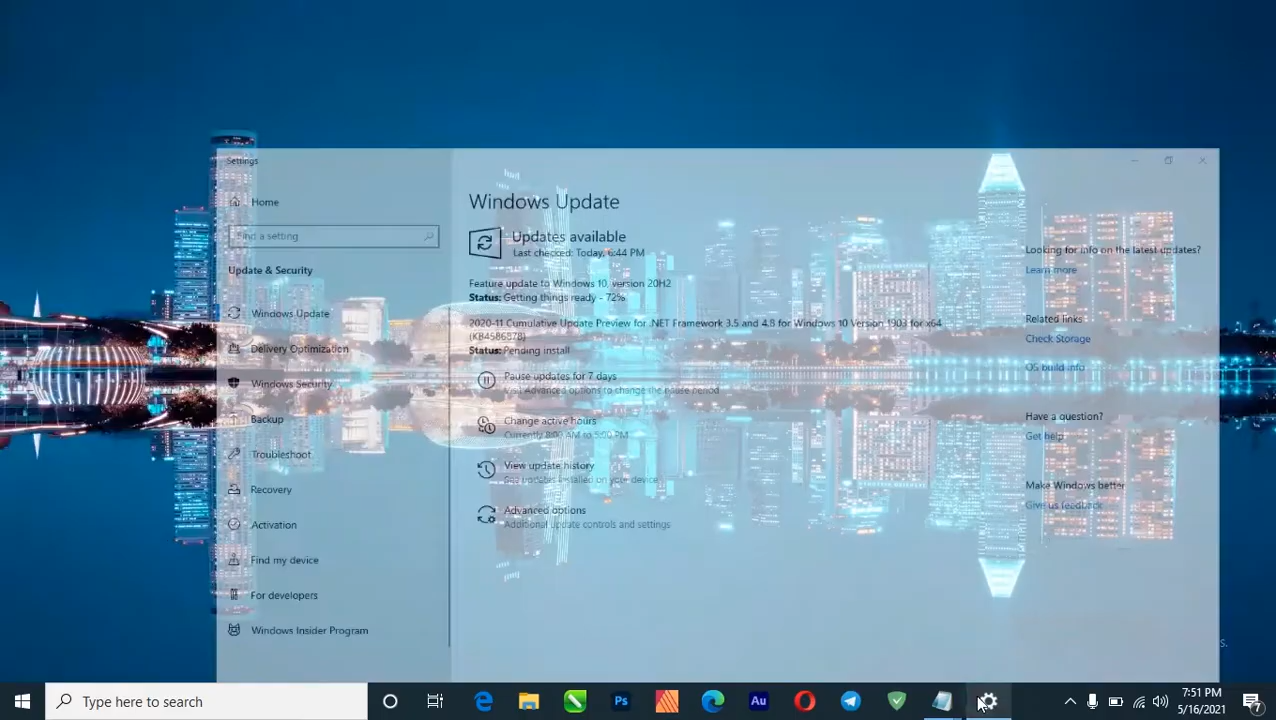 Settings
Home
Find a setting
Update & Security
Windows Update
Delivery Optimization
Windows Security
Backup
Troubleshoot
Recovery
Activation
Find my device
For developers
Windows Insider Program
Windows Update
Updates available
Last checked: Today, 6:44 PM
Feature update to Windows 10, version 20H2
Status: Getting things ready - 72%
2020-11 Cumulative Update Preview for .NET Framework 3.5 and 4.8 for Windows 10 Version 1903 for x64
(KB4586878)
Status: Pending install
Pause updates for 7 days
Visit Advanced options to change the pause period
Change active hours
Currently 8:00 AM to 5:00 PM
View update history
See updates installed on your device
Advanced options
Additional update controls and settings
Looking for info on the latest updates?
Learn more
Related links
Check Storage
OS build info
Have a question?
Get help
Make Windows better
Give us feedback
s.
Type here to search
Ps
Au
7:51 PM
5/16/2021
7